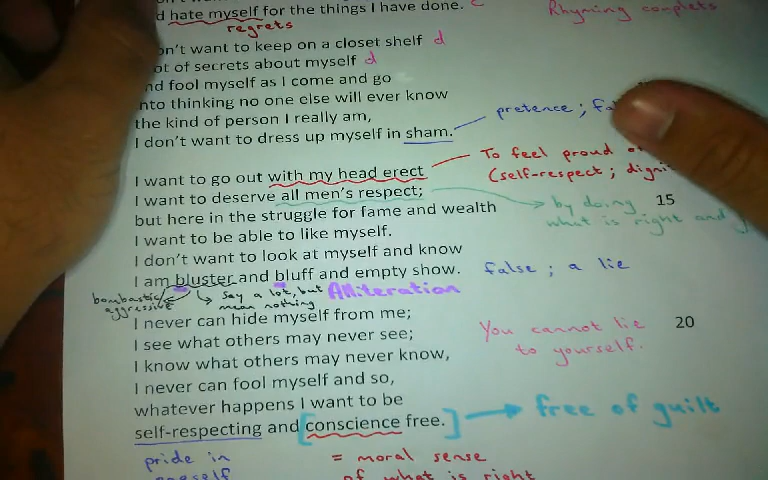 hate myself for the things I have done.
Rhyming complets
regrets
n't want to keep on a closet shelf d
ot of secrets about myself d
nd fool myself as I come and go
nto thinking no one else will ever know
the kind of person I really am,
pretence ; fa
I don't want to dress up myself in sham.
To feel proud o
I want to go out with my head erect
(self-respect ; digni
I want to deserve all men's respect;
by doing 15
but here in the struggle for fame and wealth
what is right and
I want to be able to like myself.
I don't want to look at myself and know
I am bluster and bluff and empty show. false ; a lie
bombastic/ Say a lot, but Alliteration
aggressive mean nothing
I never can hide myself from me;
You cannot lie 20
I see what others may never see;
to yourself.
I know what others may never know,
I never can fool myself and so,
whatever happens I want to be
free of guilt
self-respecting and [conscience free.]
pride in = moral sense
oneself of what is right